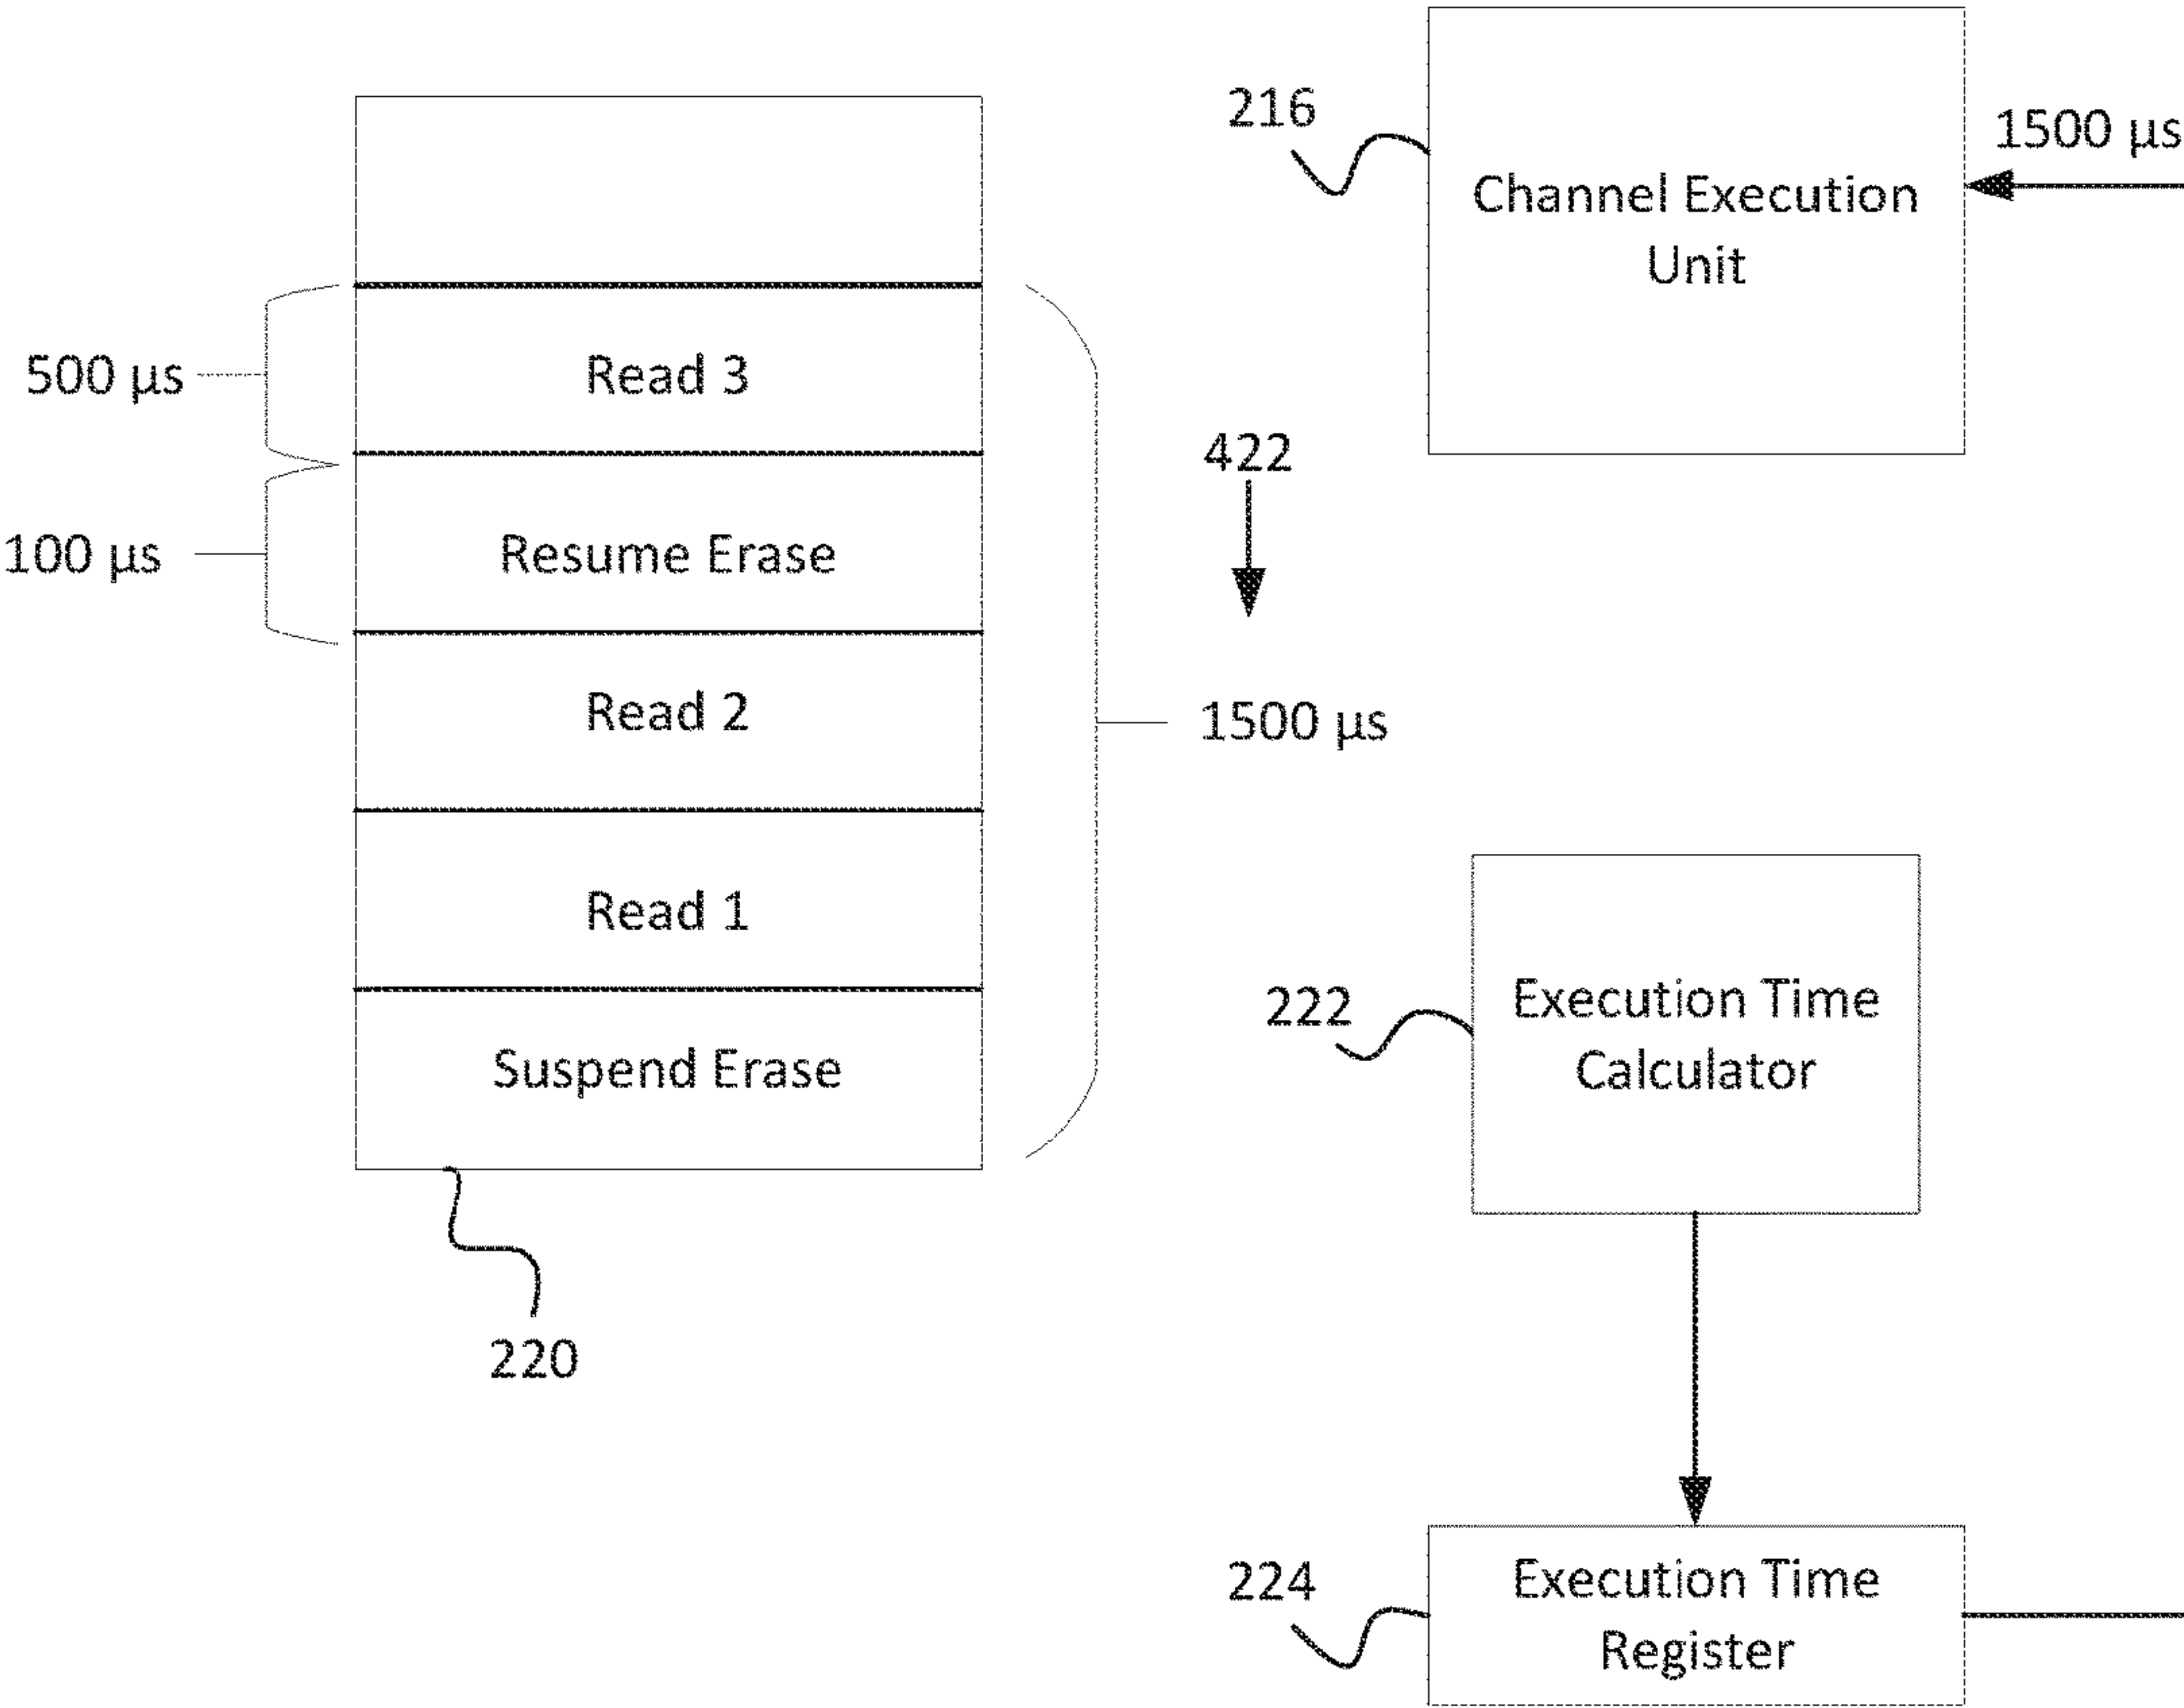 216
1500 μs
Channel Execution
Unit
500 μs
Read 3
422
100 μs
Resume Erase
Read 2
1500 μs
Read 1
222
Execution Time
Calculator
Suspend Erase
220
224
Execution Time
Register